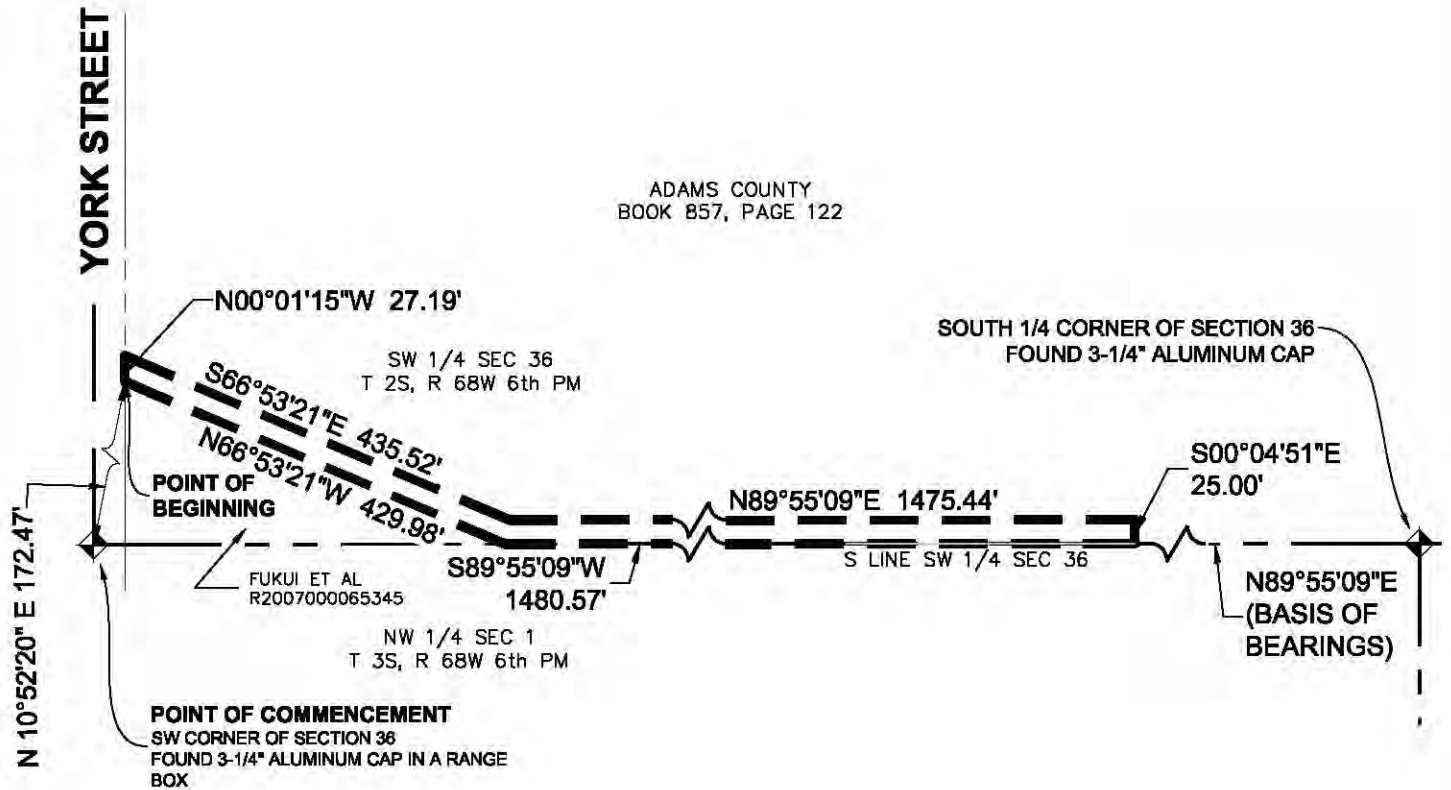 YORK STREET
ADAMS COUNTY
BOOK 857, PAGE 122
N00°01'15"W 27.19'
SW 1/4 SEC 36
T 2S, R 68W 6th PM
SOUTH 1/4 CORNER OF SECTION 36
FOUND 3-1/4" ALUMINUM CAP
S66°53'21"E 435.52'
N66°53'21"W 429.98'
S00°04'51"E
25.00'
POINT OF
BEGINNING
N89°55'09"E 1475.44'
N 10°52'20" E 172.47'
S LINE SW 1/4 SEC 36
S89°55'09"W
1480.57'
FUKUI ET AL
R2007000065345
N89°55'09"E
(BASIS OF
BEARINGS)
NW 1/4 SEC 1
T 3S, R 68W 6th PM
POINT OF COMMENCEMENT
SW CORNER OF SECTION 36
FOUND 3-1/4" ALUMINUM CAP IN A RANGE
BOX